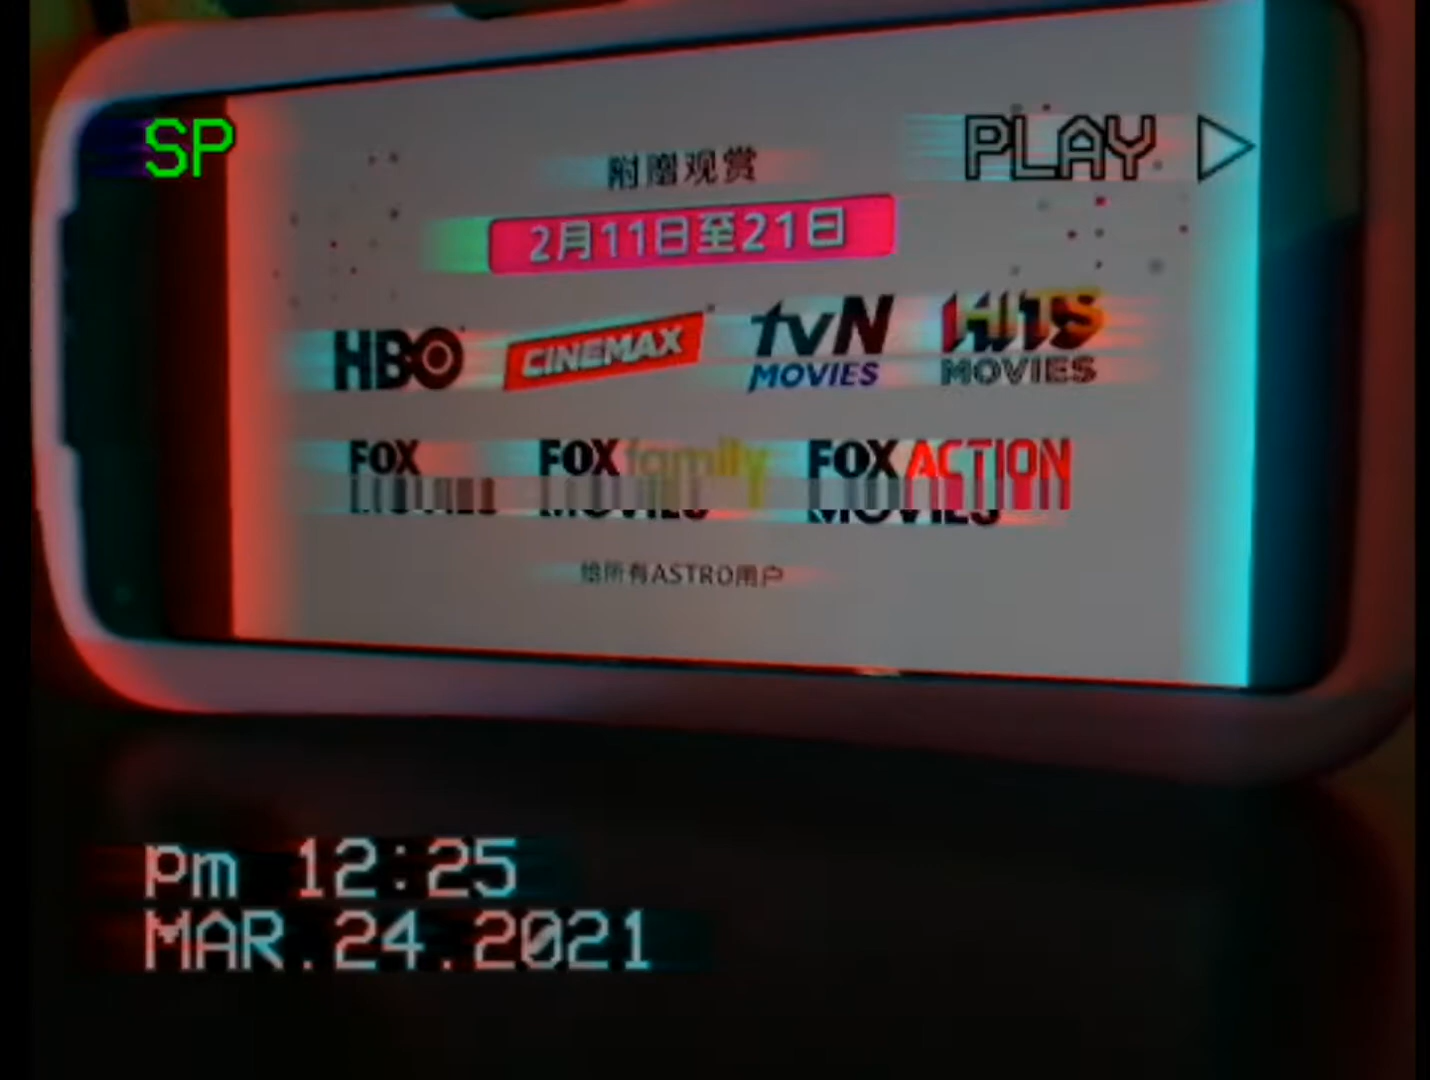 SP
PLAY
观赏
2月11日至21日
HBO CINEMAX tvN MOVIES HITS MOVIES
FOX MOVIES FOX family MOVIES FOX ACTION MOVIES
给所有ASTRO用户
pm 12:25
MAR.24.2021